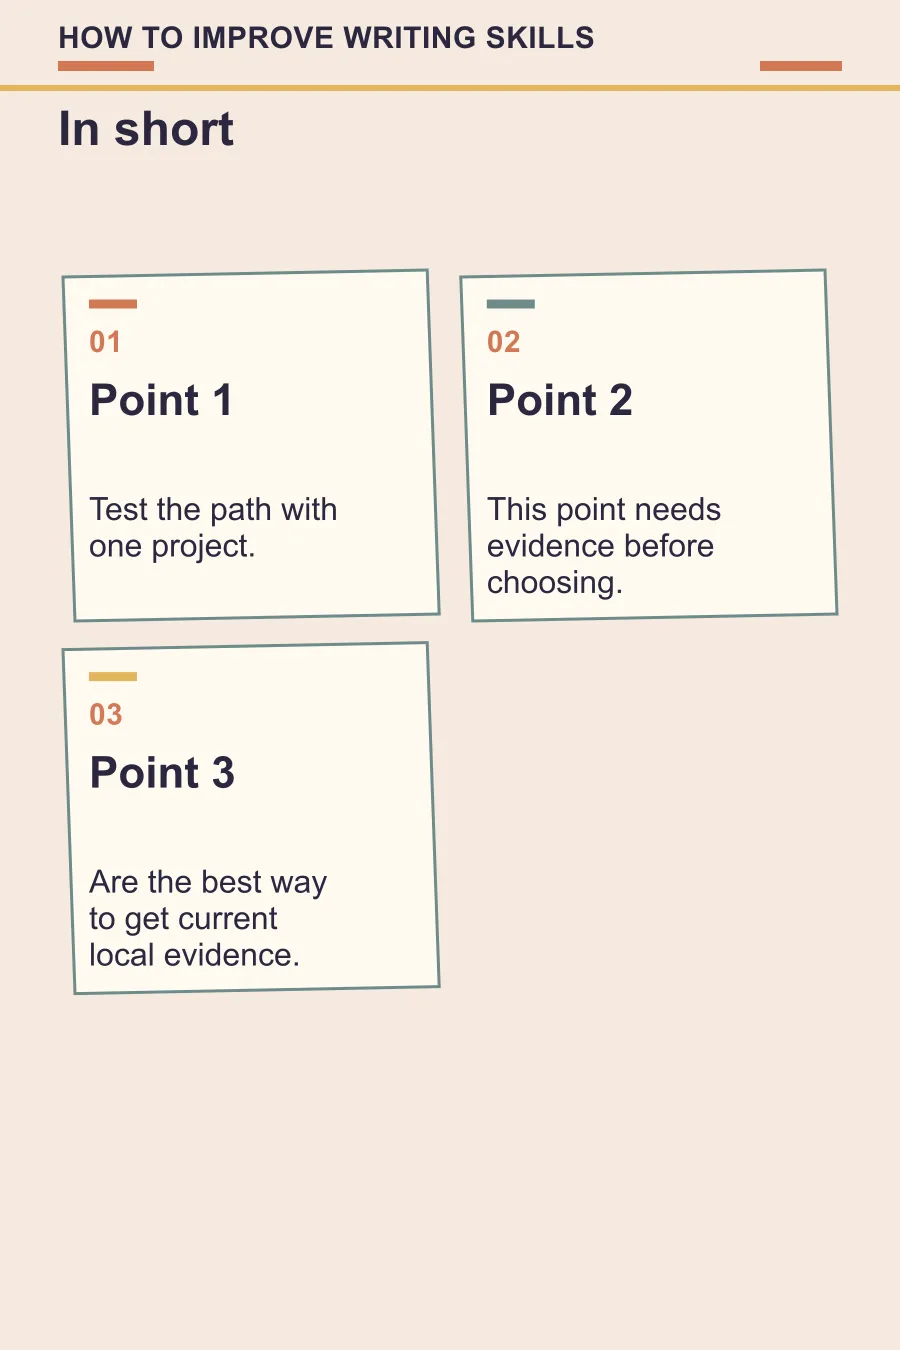 HOW TO IMPROVE WRITING SKILLS
In short
01
Point 1
Test the path with
one project.
02
Point 2
This point needs
evidence before
choosing.
03
Point 3
Are the best way
to get current
local evidence.